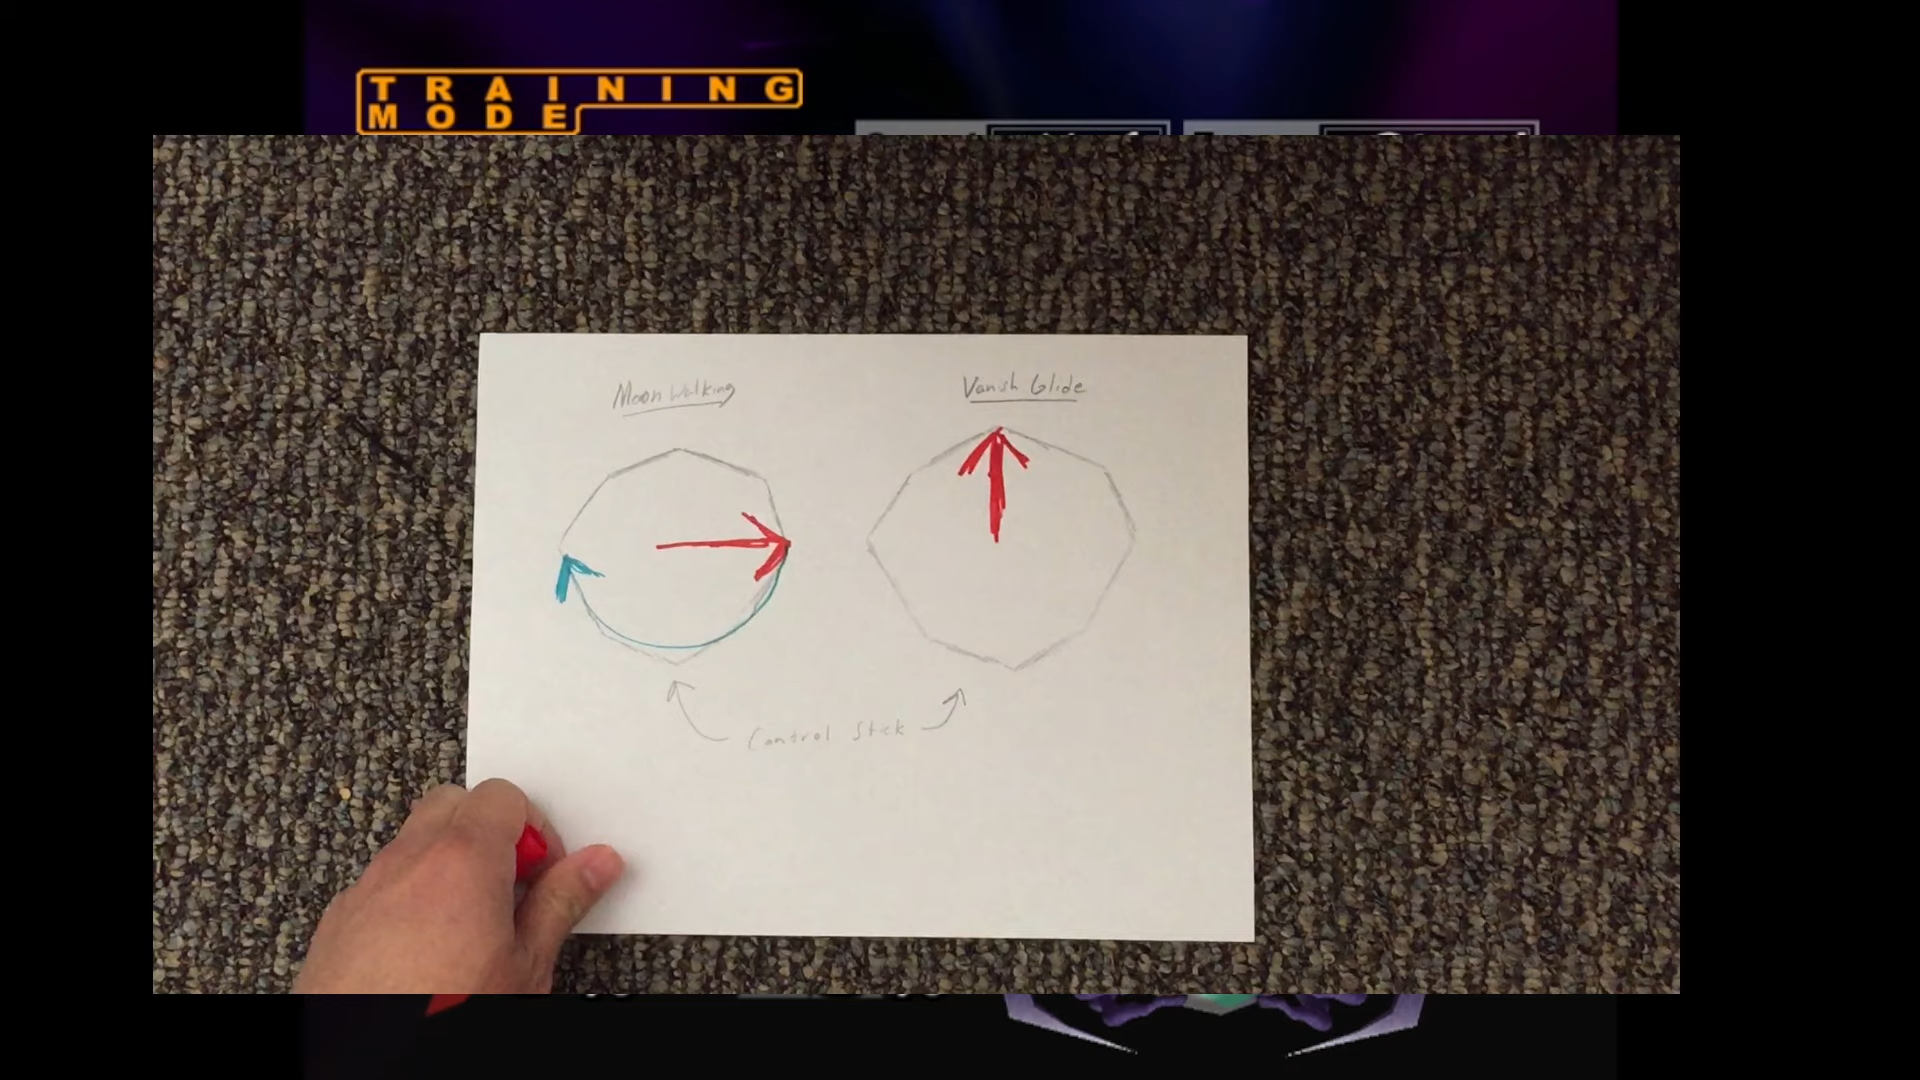 TRAINING
MODE
Moon Walking
Vanish Glide
Control Stick